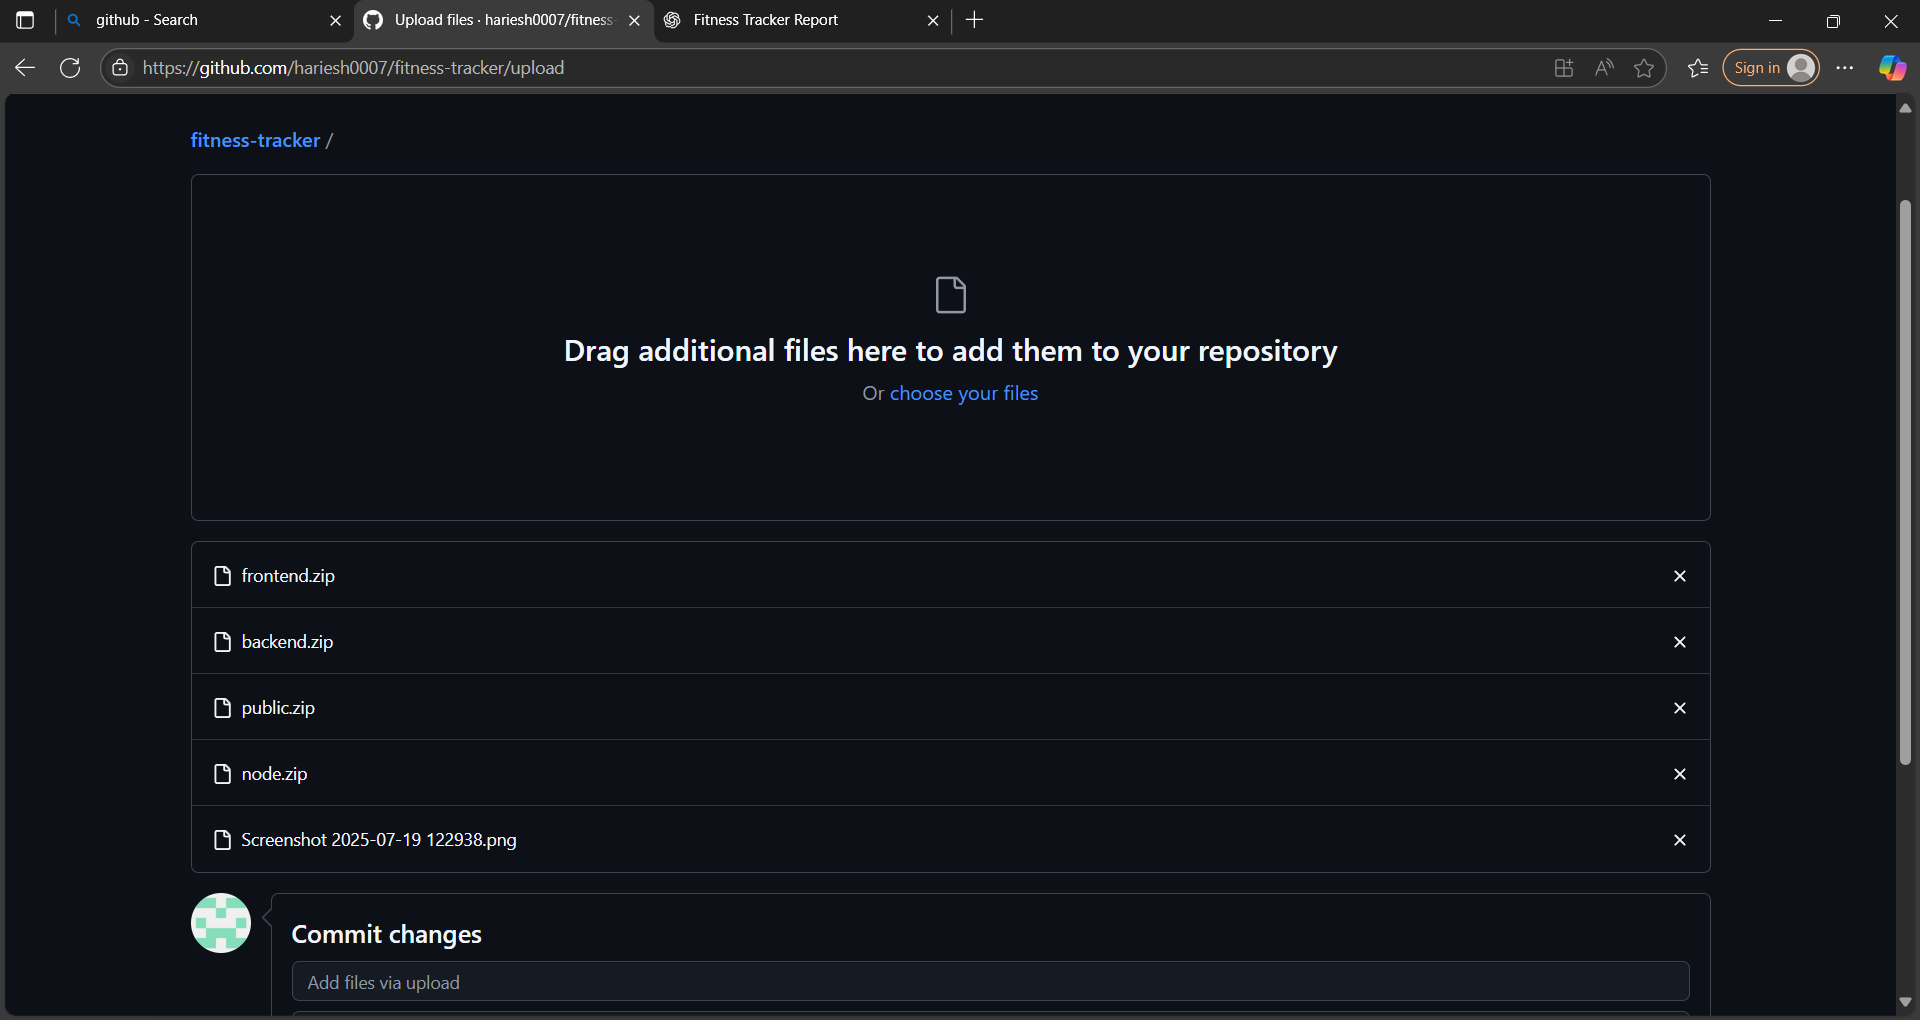 github - Search
Upload files · hariesh0007/fitness-
Fitness Tracker Report
https://github.com/hariesh0007/fitness-tracker/upload
Sign in
fitness-tracker /
Drag additional files here to add them to your repository
Or choose your files
frontend.zip
backend.zip
public.zip
node.zip
Screenshot 2025-07-19 122938.png
Commit changes
Add files via upload